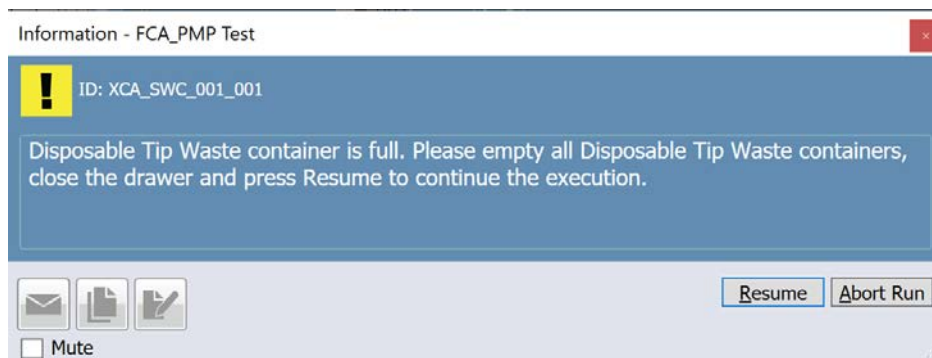 Information - FCA_PMP Test
ID: XCA_SWC_001_001
Disposable Tip Waste container is full. Please empty all Disposable Tip Waste containers,
close the drawer and press Resume to continue the execution.
Resume
Abort Run
Mute